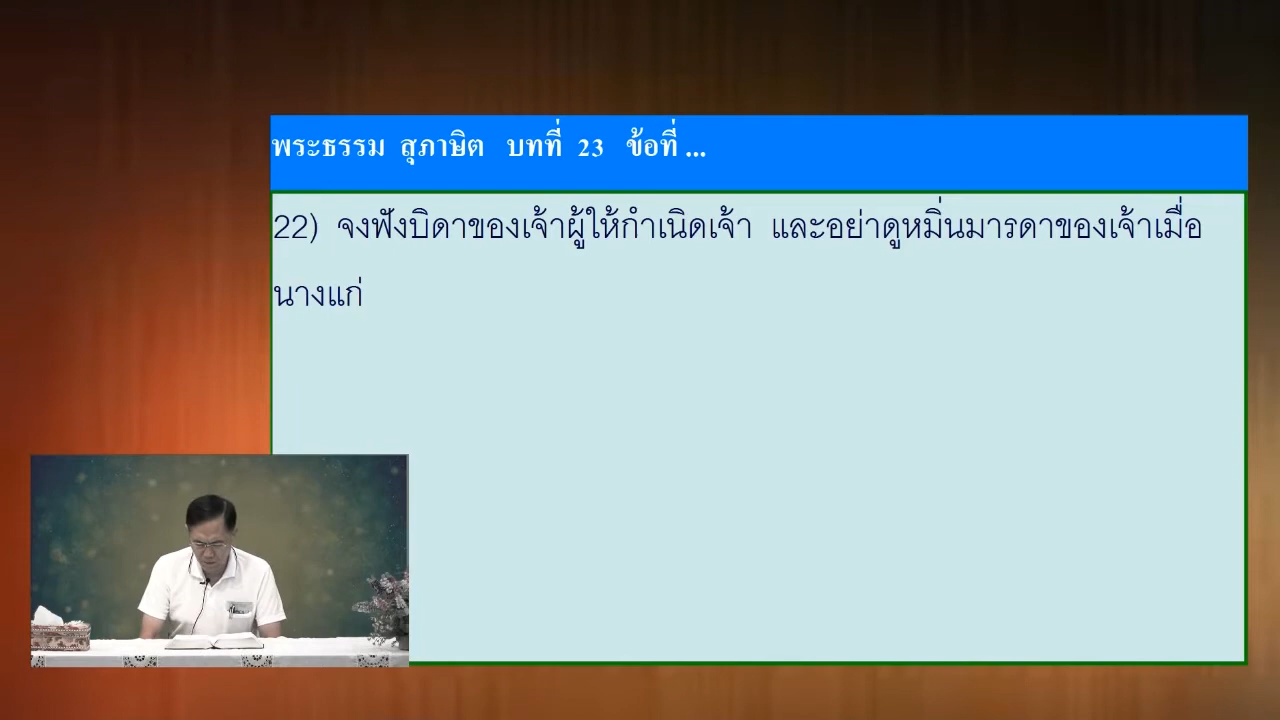 พระธรรม สุภาษิต บทที่ 23 ข้อที่ ...
22) จงฟังบิดาของเจ้าผู้ให้กำเนิดเจ้า และอย่าดูหมิ่นมารดาของเจ้าเมื่อ
นางแก่